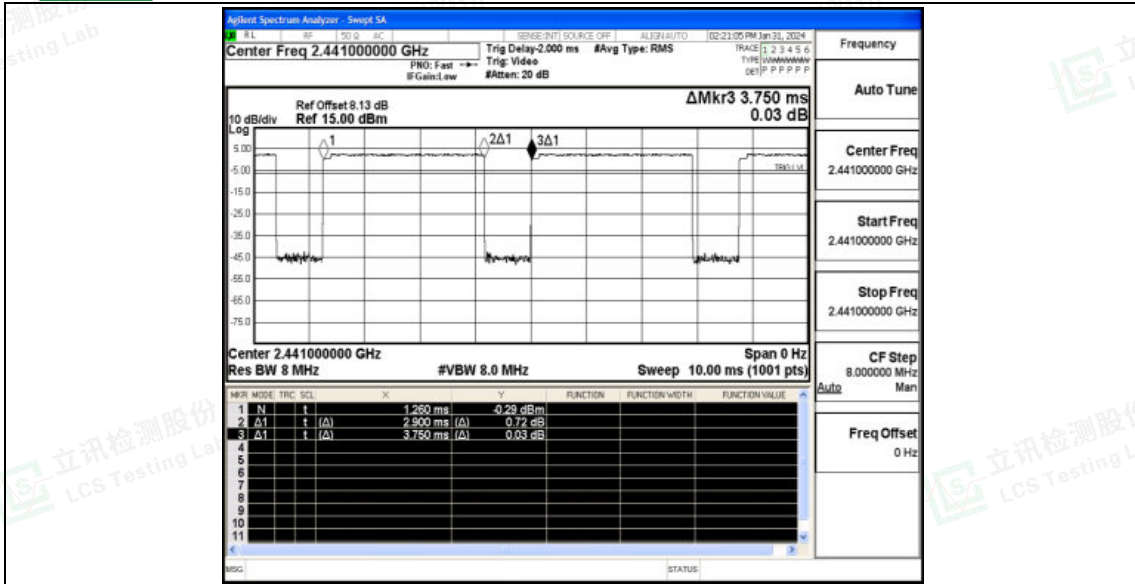 Agilent Spectrum Analyzer - Swept SA
RL RF 50 Ω AC SENSE:INT SOURCE OFF ALIGN AUTO 02:21:05 PM Jan 31, 2024
Center Freq 2.441000000 GHz
PNO: Fast
IFGain:Low
Trig Delay-2.000 ms #Avg Type: RMS
Trig: Video
#Atten: 20 dB
TRACE 1 2 3 4 5 6
TYPE
DET P P P P P P
Frequency
Auto Tune
Center Freq
2.441000000 GHz
Start Freq
2.441000000 GHz
Stop Freq
2.441000000 GHz
CF Step
8.000000 MHz
Auto Man
Freq Offset
0 Hz
ΔMkr3 3.750 ms
0.03 dB
Ref Offset 8.13 dB
10 dB/div Ref 15.00 dBm
Log
1 2Δ1 3Δ1
5.00
TRIG LVL
-5.00
-15.0
-25.0
-35.0
-45.0
-55.0
-65.0
-75.0
Center 2.441000000 GHz Span 0 Hz
Res BW 8 MHz #VBW 8.0 MHz Sweep 10.00 ms (1001 pts)
MKR MODE TRC SCL X Y FUNCTION FUNCTION WIDTH FUNCTION VALUE
1 N t 1.260 ms -0.29 dBm
2 Δ1 t (Δ) 2.900 ms (Δ) 0.72 dB
3 Δ1 t (Δ) 3.750 ms (Δ) 0.03 dB
4
5
6
7
8
9
10
11
MSG STATUS
立讯检测股份
LCS Testing Lab
立讯检测股份
LCS Testing L